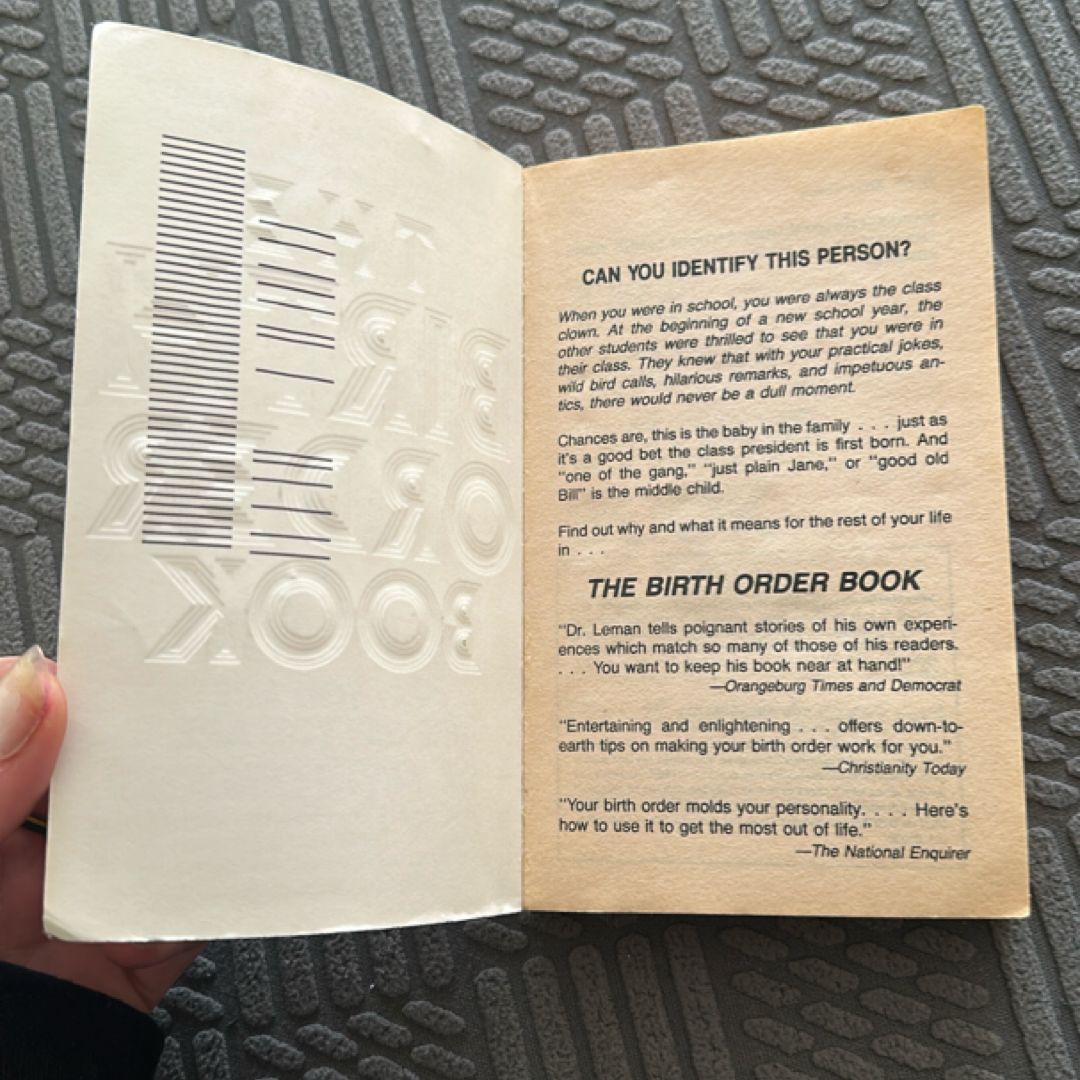 THE
BIRTH
ORDER
BOOK
CAN YOU IDENTIFY THIS PERSON?
When you were in school, you were always the class
clown. At the beginning of a new school year, the
other students were thrilled to see that you were in
their class. They knew that with your practical jokes,
wild bird calls, hilarious remarks, and impetuous an-
tics, there would never be a dull moment.
Chances are, this is the baby in the family . . . just as
it's a good bet the class president is first born. And
"one of the gang," "just plain Jane," or "good old
Bill" is the middle child.
Find out why and what it means for the rest of your life
in . . .
THE BIRTH ORDER BOOK
"Dr. Leman tells poignant stories of his own experi-
ences which match so many of those of his readers.
. . . You want to keep his book near at hand!"
—Orangeburg Times and Democrat
"Entertaining and enlightening . . . offers down-to-
earth tips on making your birth order work for you."
—Christianity Today
"Your birth order molds your personality. . . . Here's
how to use it to get the most out of life."
—The National Enquirer